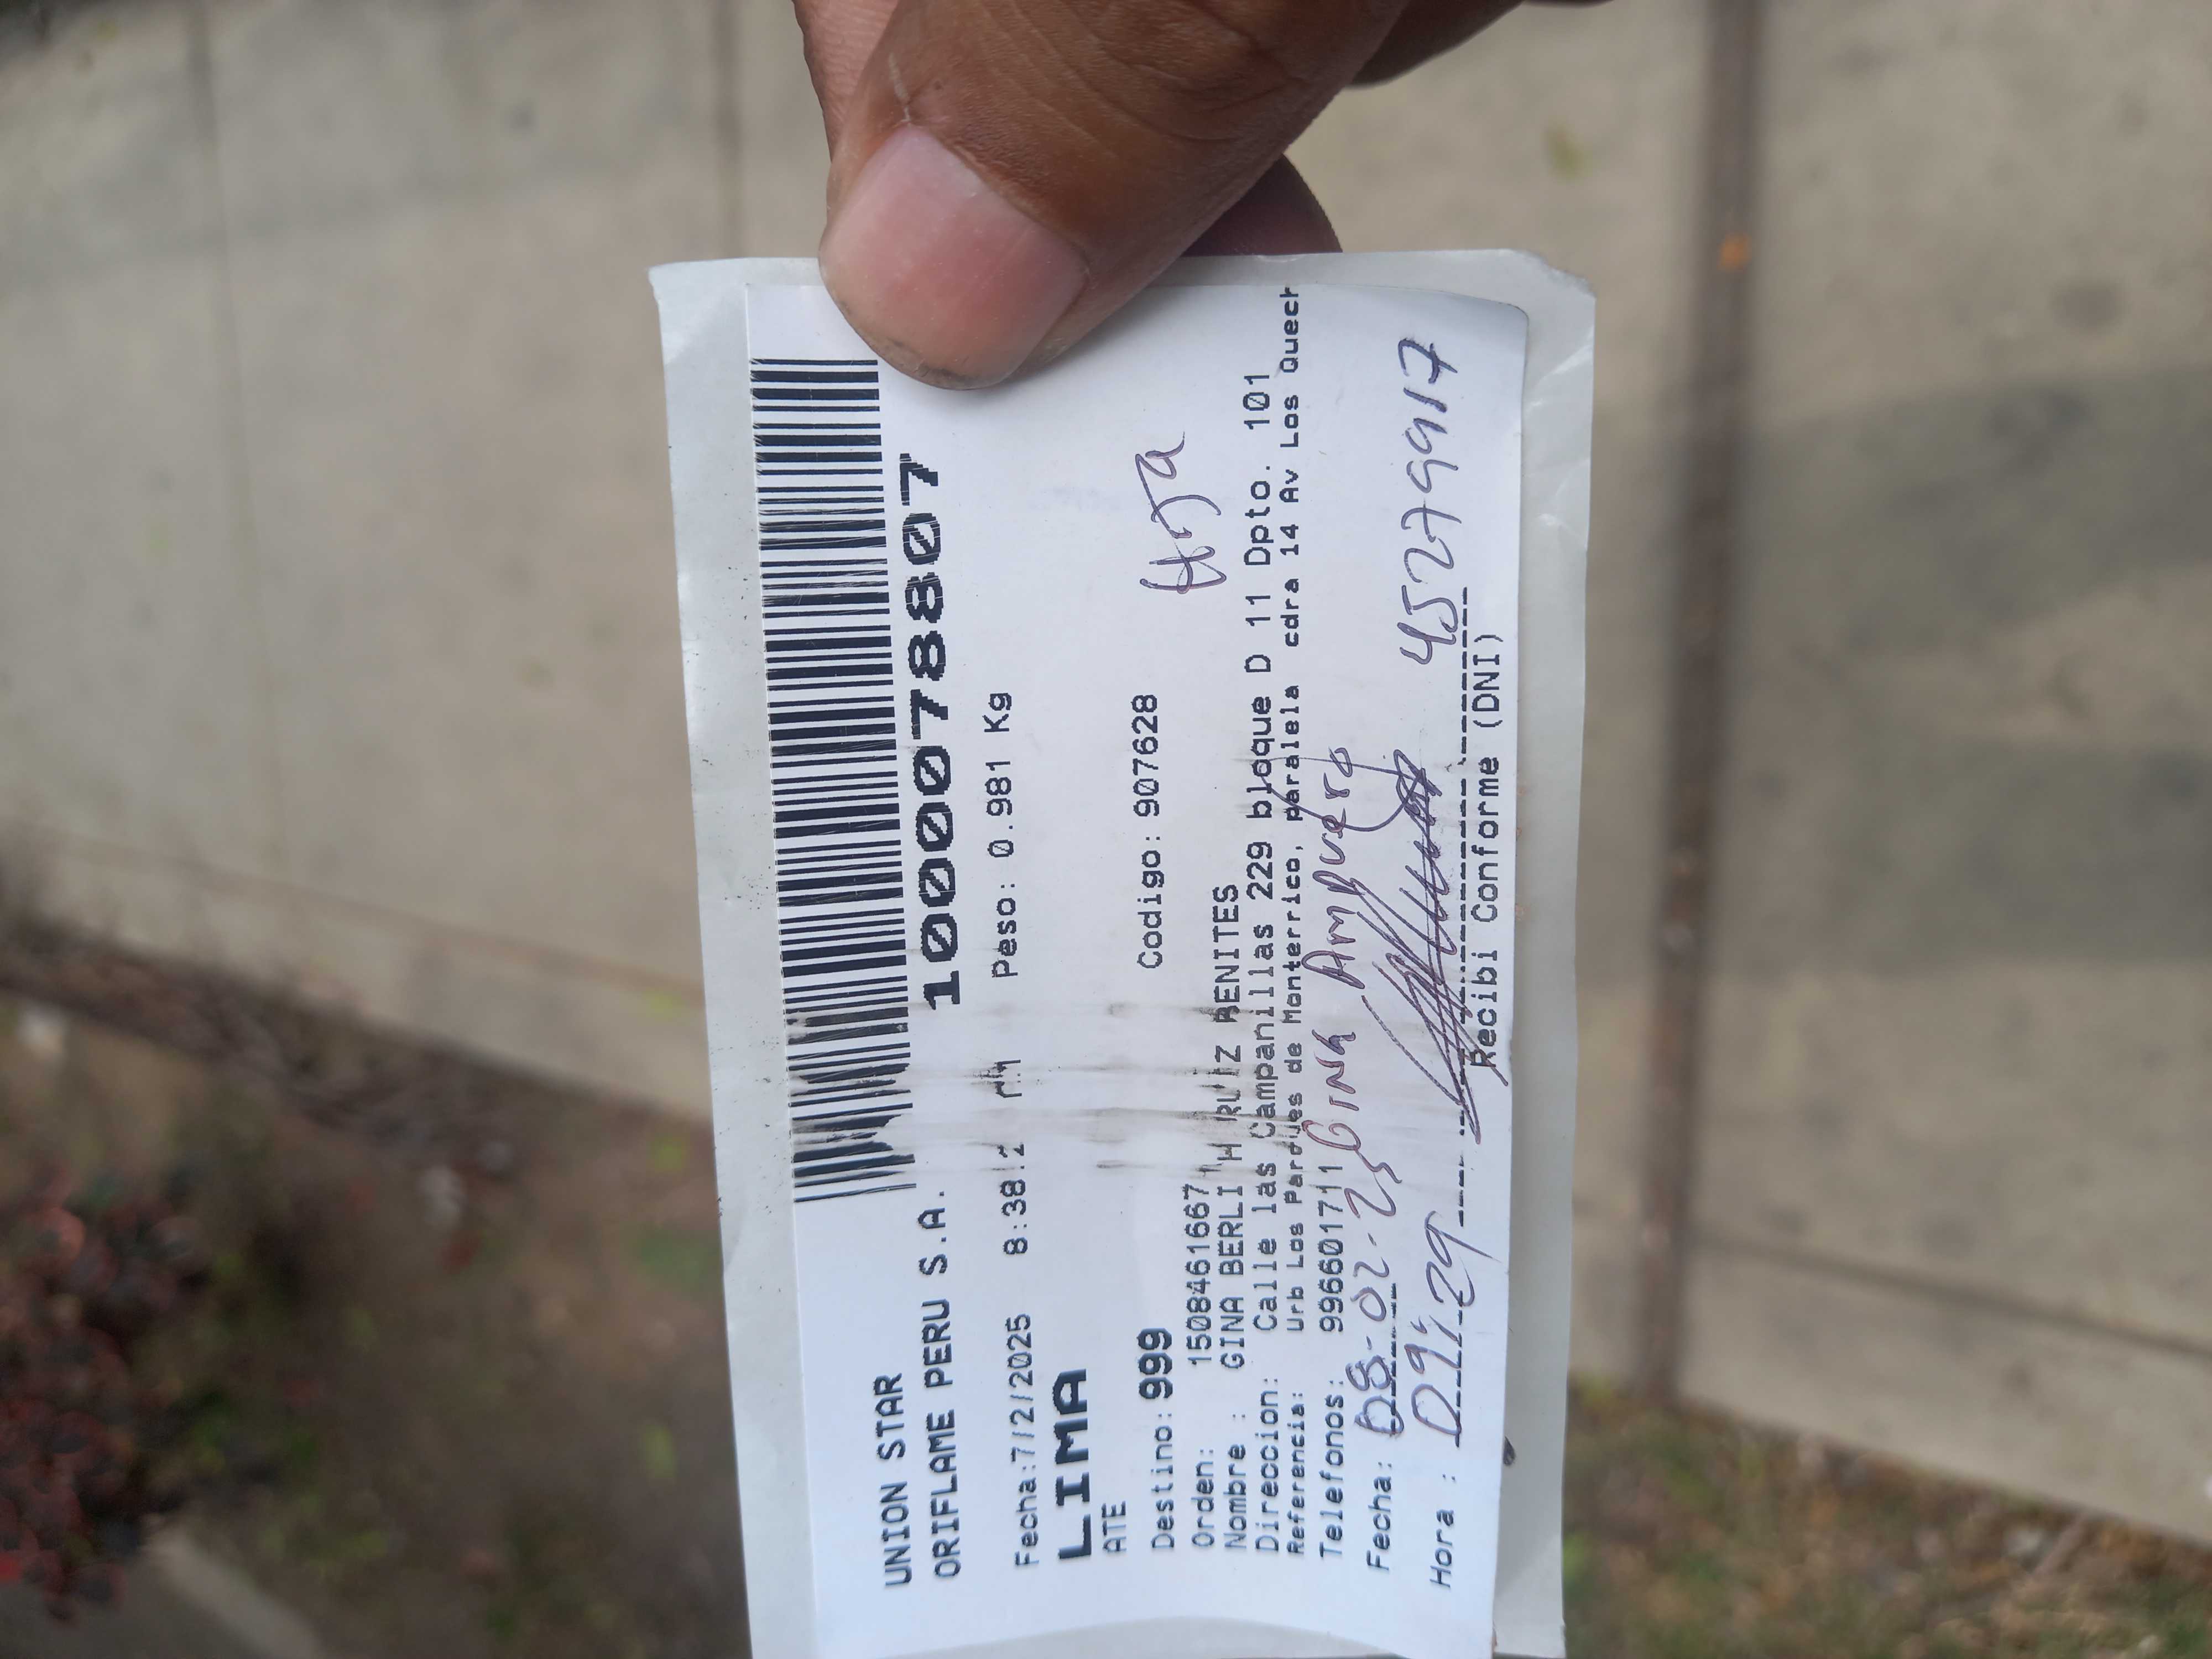 UNION STAR
ORIFLAME PERU S.A. 1000078807
Fecha:7/2/2025 8:38:2 Peso: 0.981 Kg
LIMA
ATE
Destino: 999 Codigo: 907628
Orden: 1508461667
Hija
Nombre : GINA BERLI RUIZ BENITES
Direccion: Calle las Campanillas 229 bloque D 11 Dpto. 101
Referencia: Urb Los Parques de Monterrico, paralela cdra 14 Av Los Quech
Telefonos: 996601711 Gina Ampuero
Fecha: 08-02-25
Hora : 09:29 45279917
Recibi Conforme (DNI)